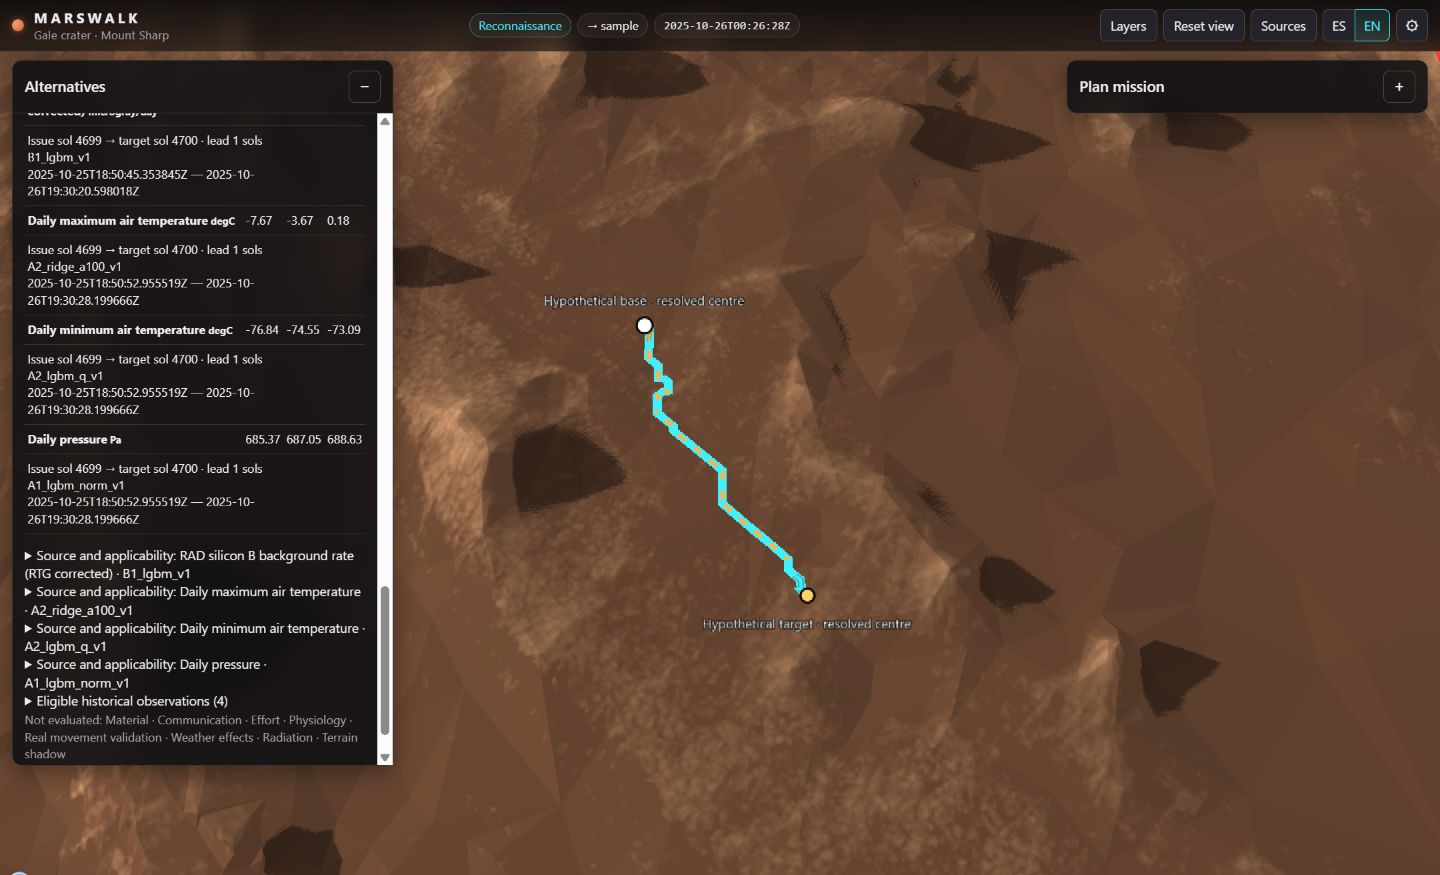 MARSWALK
Gale crater · Mount Sharp
Reconnaissance
→ sample
2025-10-26T00:26:28Z
Layers
Reset view
Sources
ES
EN
Alternatives
−
corrected) microgray/day
Issue sol 4699 → target sol 4700 · lead 1 sols
B1_lgbm_v1
2025-10-25T18:50:45.353845Z — 2025-10-
26T19:30:20.598018Z
Daily maximum air temperature degC -7.67 -3.67 0.18
Issue sol 4699 → target sol 4700 · lead 1 sols
A2_ridge_a100_v1
2025-10-25T18:50:52.955519Z — 2025-10-
26T19:30:28.199666Z
Daily minimum air temperature degC -76.84 -74.55 -73.09
Issue sol 4699 → target sol 4700 · lead 1 sols
A2_lgbm_q_v1
2025-10-25T18:50:52.955519Z — 2025-10-
26T19:30:28.199666Z
Daily pressure Pa 685.37 687.05 688.63
Issue sol 4699 → target sol 4700 · lead 1 sols
A1_lgbm_norm_v1
2025-10-25T18:50:52.955519Z — 2025-10-
26T19:30:28.199666Z
▶ Source and applicability: RAD silicon B background rate
(RTG corrected) · B1_lgbm_v1
▶ Source and applicability: Daily maximum air temperature
· A2_ridge_a100_v1
▶ Source and applicability: Daily minimum air temperature ·
A2_lgbm_q_v1
▶ Source and applicability: Daily pressure ·
A1_lgbm_norm_v1
▶ Eligible historical observations (4)
Not evaluated: Material · Communication · Effort · Physiology ·
Real movement validation · Weather effects · Radiation · Terrain
shadow
Plan mission
+
Hypothetical base · resolved centre
Hypothetical target · resolved centre